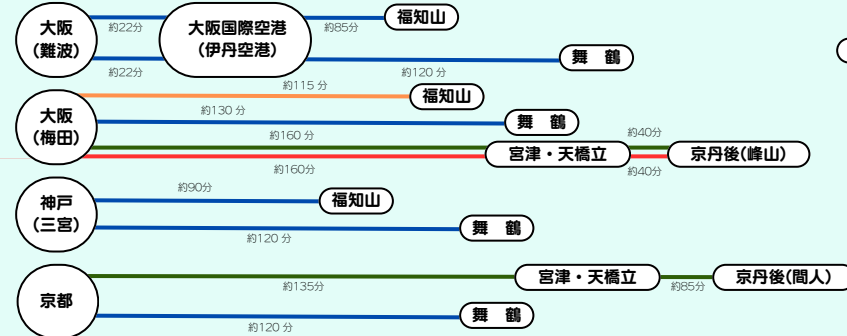 大阪
(難波)
約22分
大阪国際空港
(伊丹空港)
約85分
福知山
約22分
約120 分
舞　鶴
大阪
(梅田)
約115 分
福知山
約130 分
舞　鶴
約160 分
約160分
宮津・天橋立
約40分
約40分
京丹後(峰山)
神戸
(三宮)
約90分
福知山
約120 分
舞　鶴
京都
約135分
宮津・天橋立
約85分
京丹後(間人)
約120 分
舞　鶴